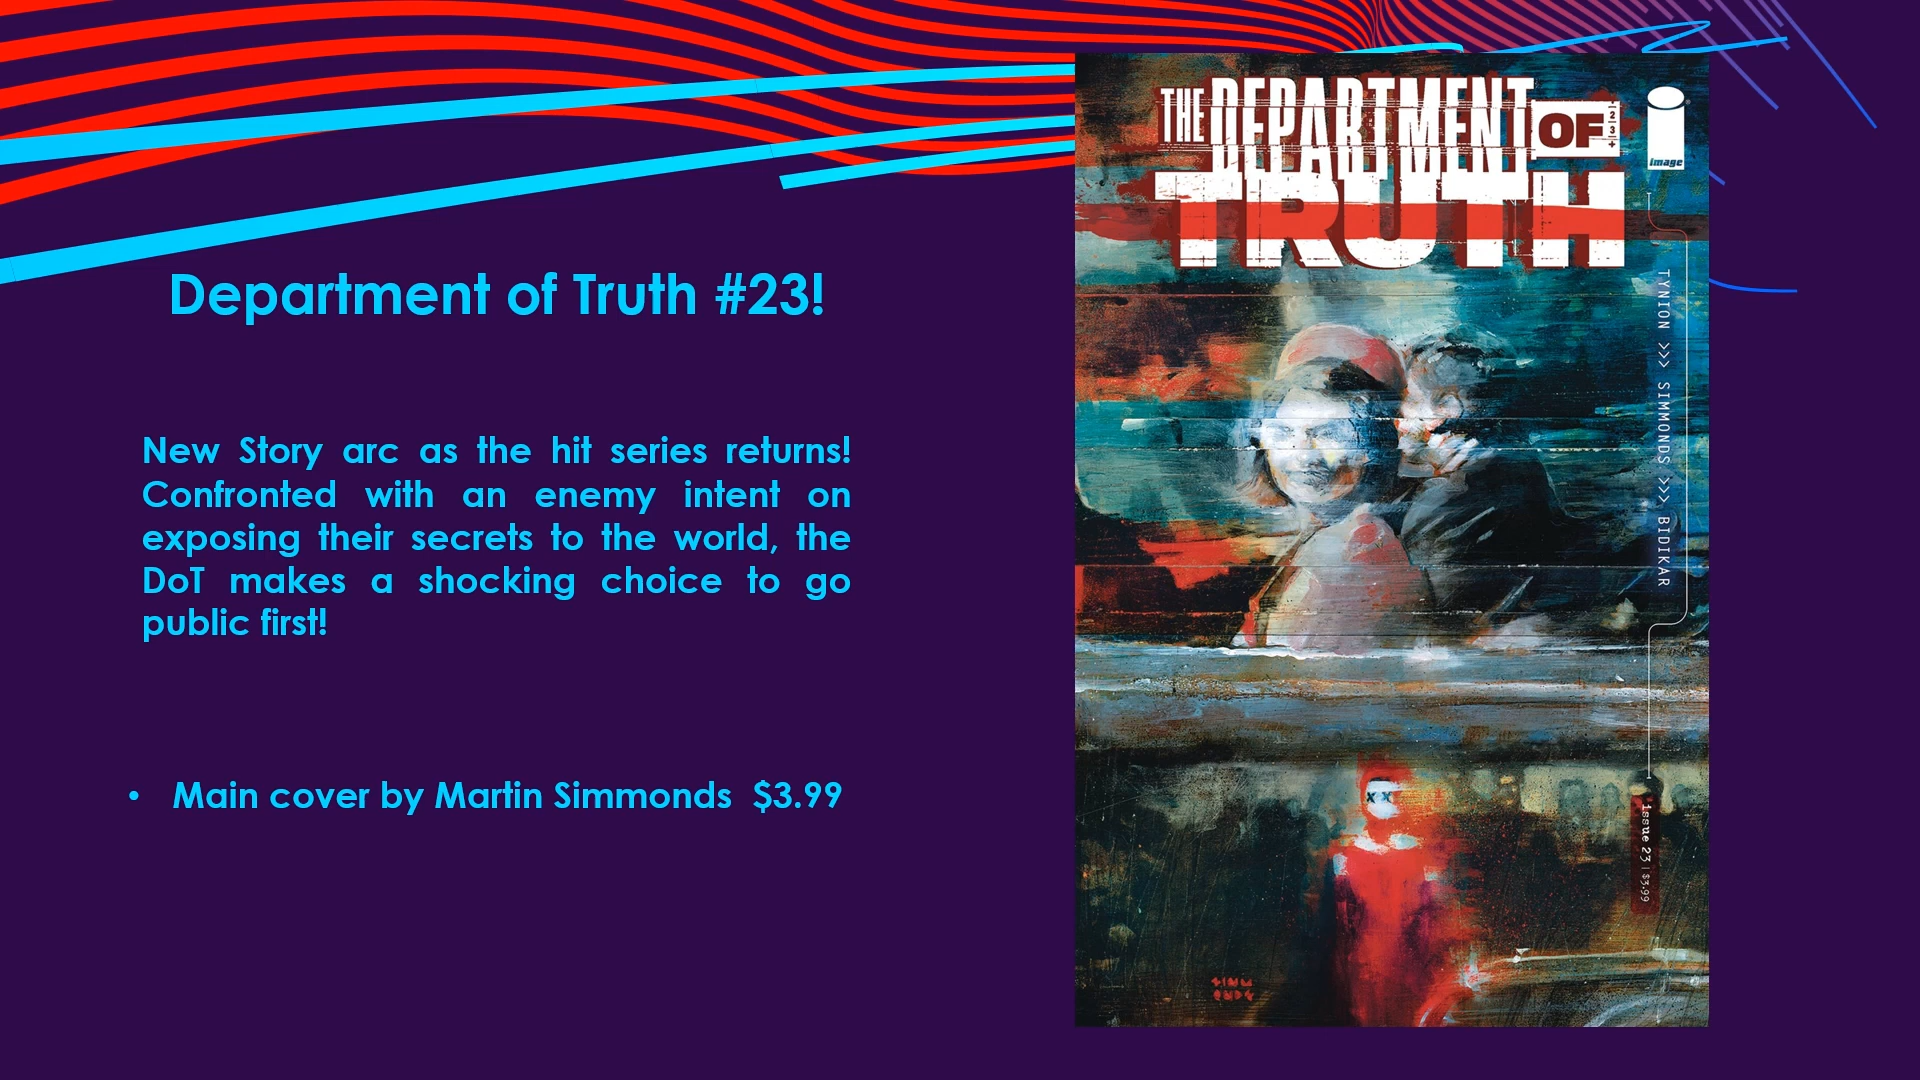 Department of Truth #23!
New Story arc as the hit series returns!
Confronted with an enemy intent on
exposing their secrets to the world, the
DoT makes a shocking choice to go
public first!
• Main cover by Martin Simmonds $3.99
THE DEPARTMENT OF
TRUTH
image
TYNION >>> SIMMONDS >>> BIDIKAR
issue 23 | $3.99
XX